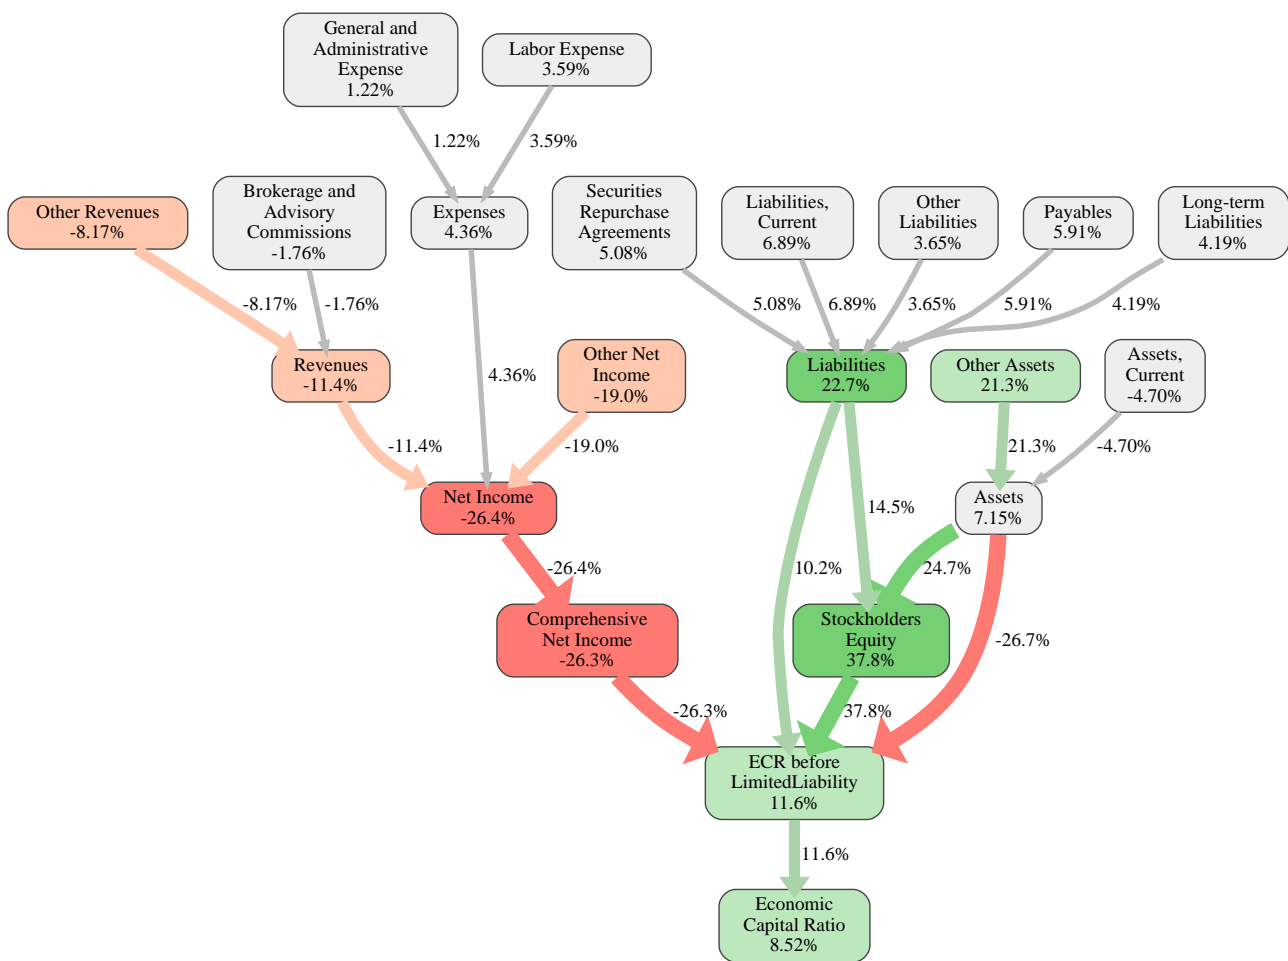 General and
Administrative
Expense
1.22%
Labor Expense
3.59%
1.22%
3.59%
Other Revenues
-8.17%
Brokerage and
Advisory
Commissions
-1.76%
Expenses
4.36%
Securities
Repurchase
Agreements
5.08%
Liabilities,
Current
6.89%
Other
Liabilities
3.65%
Payables
5.91%
Long-term
Liabilities
4.19%
-8.17%
-1.76%
5.08%
6.89%
3.65%
5.91%
4.19%
Revenues
-11.4%
4.36%
Other Net
Income
-19.0%
Liabilities
22.7%
Other Assets
21.3%
Assets,
Current
-4.70%
-11.4%
-19.0%
21.3%
-4.70%
Net Income
-26.4%
14.5%
Assets
7.15%
-26.4%
10.2%
24.7%
Comprehensive
Net Income
-26.3%
Stockholders
Equity
37.8%
-26.7%
-26.3%
37.8%
ECR before
LimitedLiability
11.6%
11.6%
Economic
Capital Ratio
8.52%